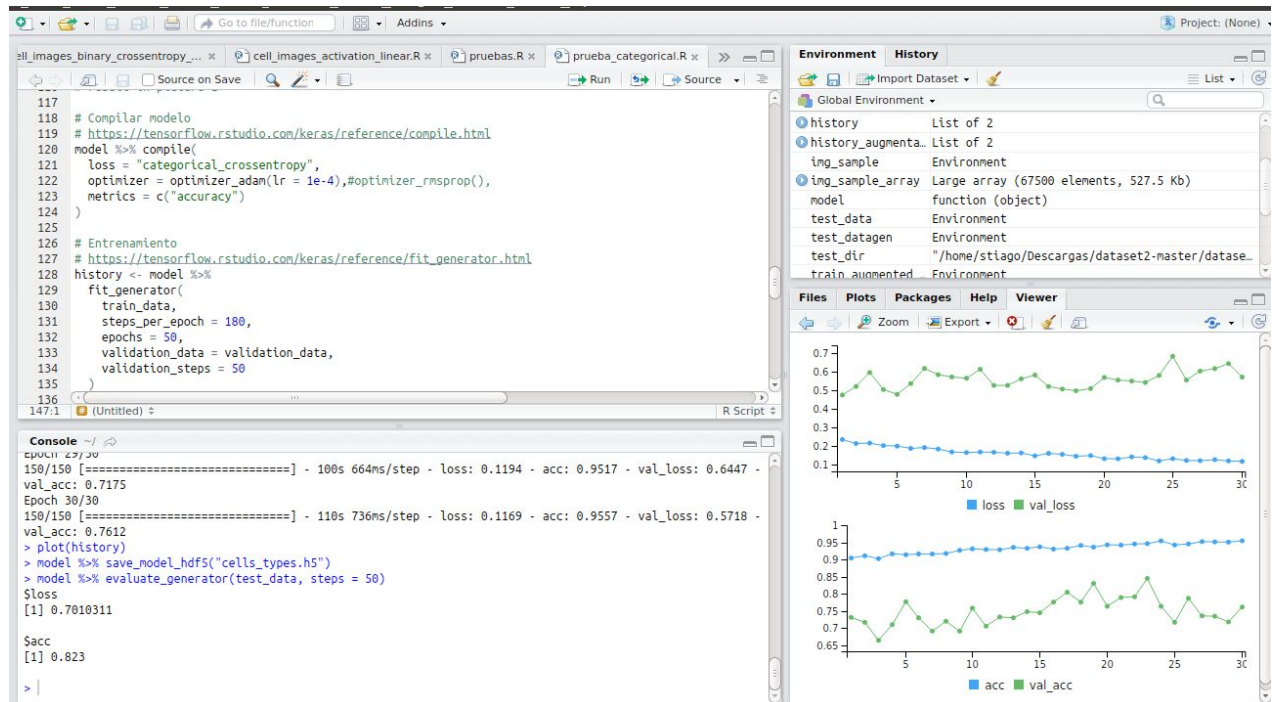 Go to file/function
Addins
Project: (None)
ell_images_binary_crossentropy_... × cell_images_activation_linear.R × pruebas.R × prueba_categorical.R ×
Source on Save Run Source
117
118 # Compilar modelo
119 # https://tensorflow.rstudio.com/keras/reference/compile.html
120 model %>% compile(
121 loss = "categorical_crossentropy",
122 optimizer = optimizer_adam(lr = 1e-4),#optimizer_rmsprop(),
123 metrics = c("accuracy")
124 )
125
126 # Entrenamiento
127 # https://tensorflow.rstudio.com/keras/reference/fit_generator.html
128 history <- model %>%
129 fit_generator(
130 train_data,
131 steps_per_epoch = 180,
132 epochs = 50,
133 validation_data = validation_data,
134 validation_steps = 50
135 )
136
147:1 (Untitled) R Script
Console ~/
Epoch 29/30
150/150 [==============================] - 100s 664ms/step - loss: 0.1194 - acc: 0.9517 - val_loss: 0.6447 -
val_acc: 0.7175
Epoch 30/30
150/150 [==============================] - 110s 736ms/step - loss: 0.1169 - acc: 0.9557 - val_loss: 0.5718 -
val_acc: 0.7612
> plot(history)
> model %>% save_model_hdf5("cells_types.h5")
> model %>% evaluate_generator(test_data, steps = 50)
$loss
[1] 0.7010311
$acc
[1] 0.823
>
Environment History
Import Dataset List
Global Environment
history List of 2
history_augmenta… List of 2
img_sample Environment
img_sample_array Large array (67500 elements, 527.5 Kb)
model function (object)
test_data Environment
test_datagen Environment
test_dir "/home/stiago/Descargas/dataset2-master/datase…
train_augmented … Environment
Files Plots Packages Help Viewer
Zoom Export
0.7
0.6
0.5
0.4
0.3
0.2
0.1
5 10 15 20 25 30
loss val_loss
1
0.95
0.9
0.85
0.8
0.75
0.7
0.65
5 10 15 20 25 30
acc val_acc